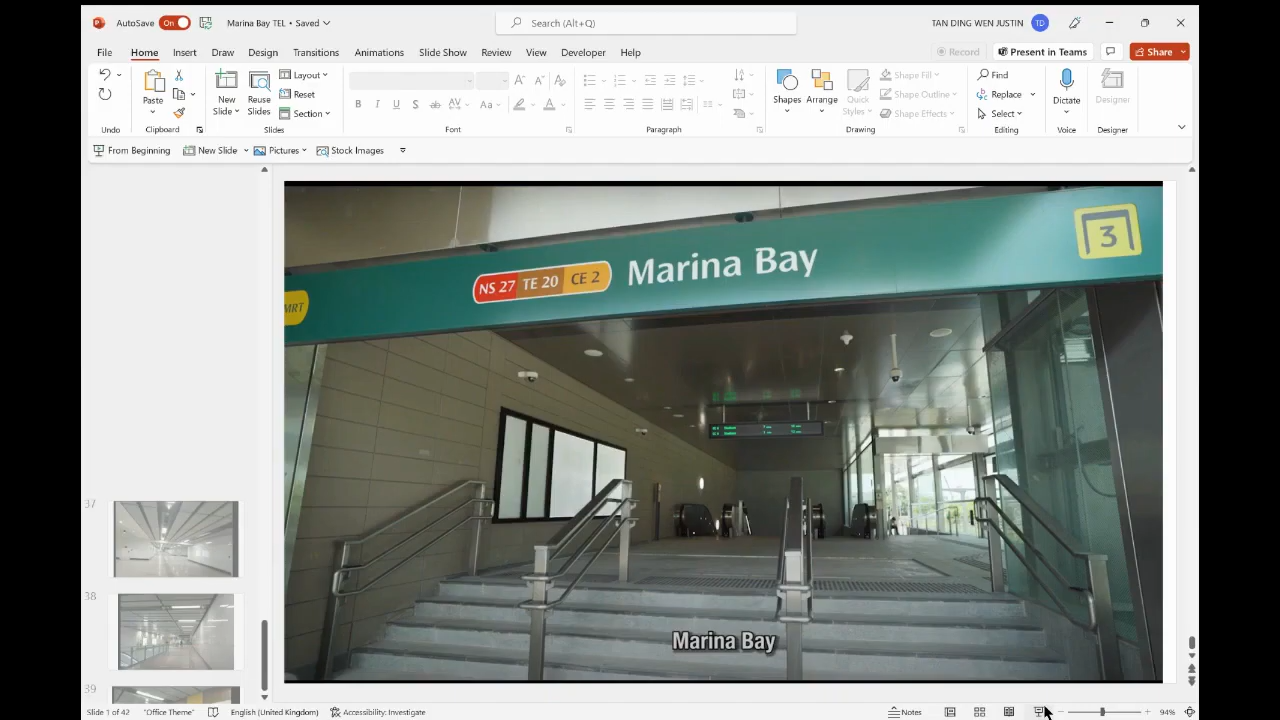 AutoSave On Marina Bay TEL • Saved Search (Alt+Q) TAN DING WEN JUSTIN TD
File Home Insert Draw Design Transitions Animations Slide Show Review View Developer Help Record Present in Teams Share
Paste New Slide Reuse Slides Layout Reset Section Shapes Arrange Quick Styles Shape Fill Shape Outline Shape Effects Find Replace Select Dictate Designer
B I U S ab AV Aa A
Undo Clipboard Slides Font Paragraph Drawing Editing Voice Designer
From Beginning New Slide Pictures Stock Images
MRT
NS 27 TE 20 CE 2 Marina Bay 3
Marina Bay
37
38
39
Slide 1 of 42 "Office Theme" English (United Kingdom) Accessibility: Investigate Notes 94%